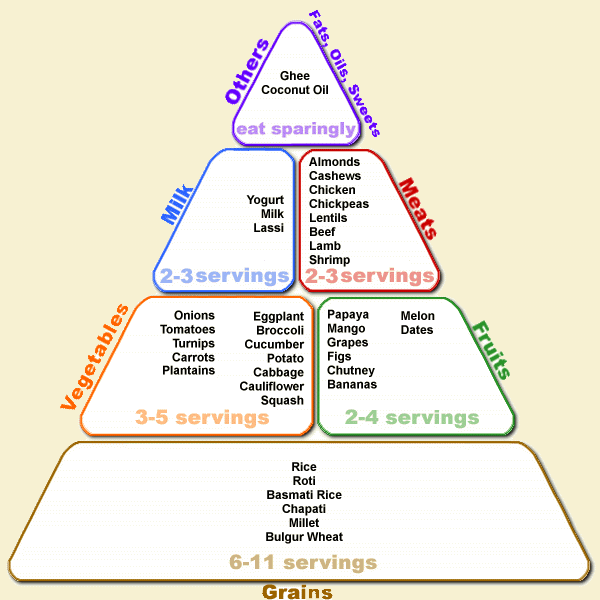 Others
Fats, Oils, Sweets
Ghee
Coconut Oil
eat sparingly
Milk
Yogurt
Milk
Lassi
2-3 servings
Meats
Almonds
Cashews
Chicken
Chickpeas
Lentils
Beef
Lamb
Shrimp
2-3 servings
Vegetables
Onions
Tomatoes
Turnips
Carrots
Plantains
Eggplant
Broccoli
Cucumber
Potato
Cabbage
Cauliflower
Squash
3-5 servings
Fruits
Papaya
Mango
Grapes
Figs
Chutney
Bananas
Melon
Dates
2-4 servings
Rice
Roti
Basmati Rice
Chapati
Millet
Bulgur Wheat
6-11 servings
Grains